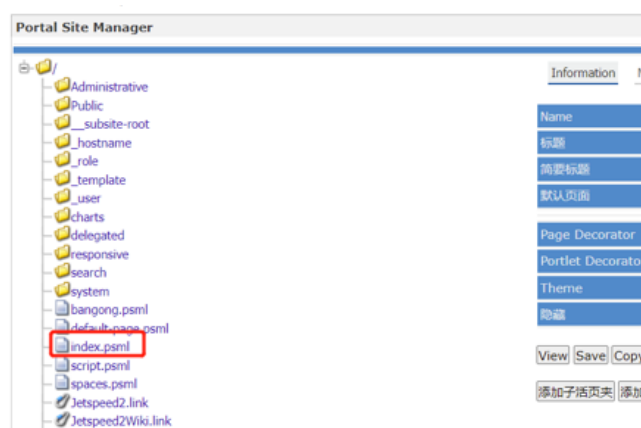 Portal Site Manager
/
Administrative
Public
__subsite-root
_hostname
_role
_template
_user
charts
delegated
responsive
search
system
bangong.psml
default-page.psml
index.psml
script.psml
spaces.psml
Jetspeed2.link
Jetspeed2Wiki.link
Information
Name
标题
简要标题
默认页面
Page Decorator
Portlet Decorato
Theme
隐藏
View Save Copy
添加子活页夹 添加